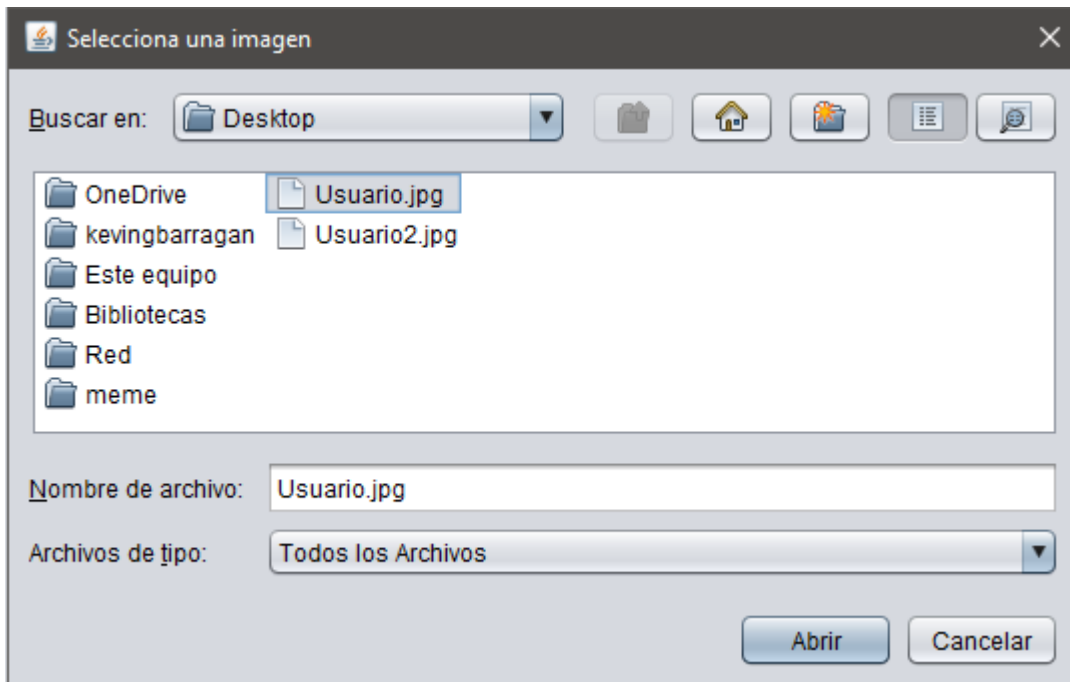 Selecciona una imagen
Buscar en: Desktop
OneDrive Usuario.jpg
kevingbarragan Usuario2.jpg
Este equipo
Bibliotecas
Red
meme
Nombre de archivo: Usuario.jpg
Archivos de tipo: Todos los Archivos
Abrir Cancelar